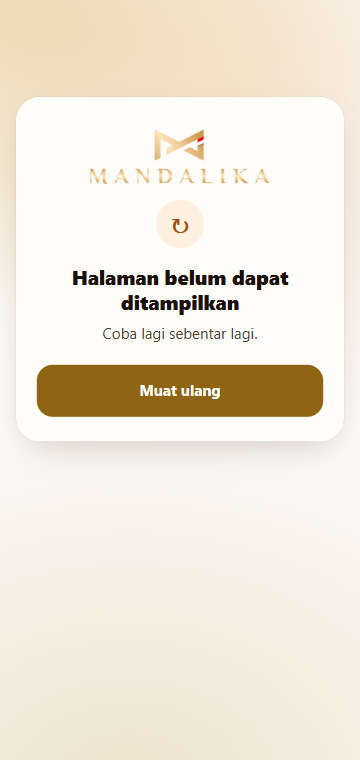 MANDALIKA
Halaman belum dapat
ditampilkan
Coba lagi sebentar lagi.
Muat ulang